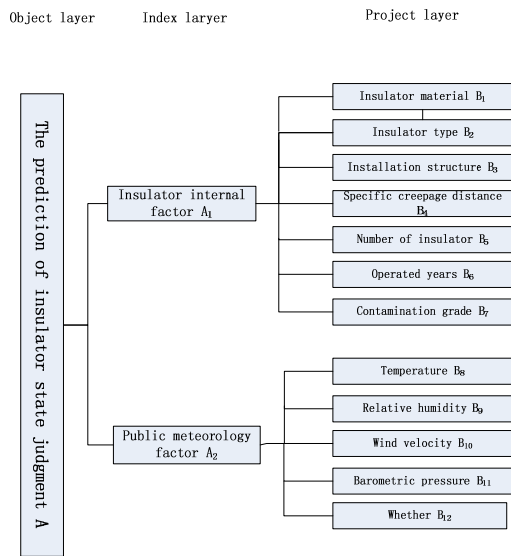 Object layer
Index laryer
Project layer
The prediction of insulator state judgment A
Insulator internal
factor A₁
Public meteorology
factor A₂
Insulator material B₁
Insulator type B₂
Installation structure B₃
Specific creepage distance
B₄
Number of insulator B₅
Operated years B₆
Contamination grade B₇
Temperature B₈
Relative humidity B₉
Wind velocity B₁₀
Barometric pressure B₁₁
Whether B₁₂